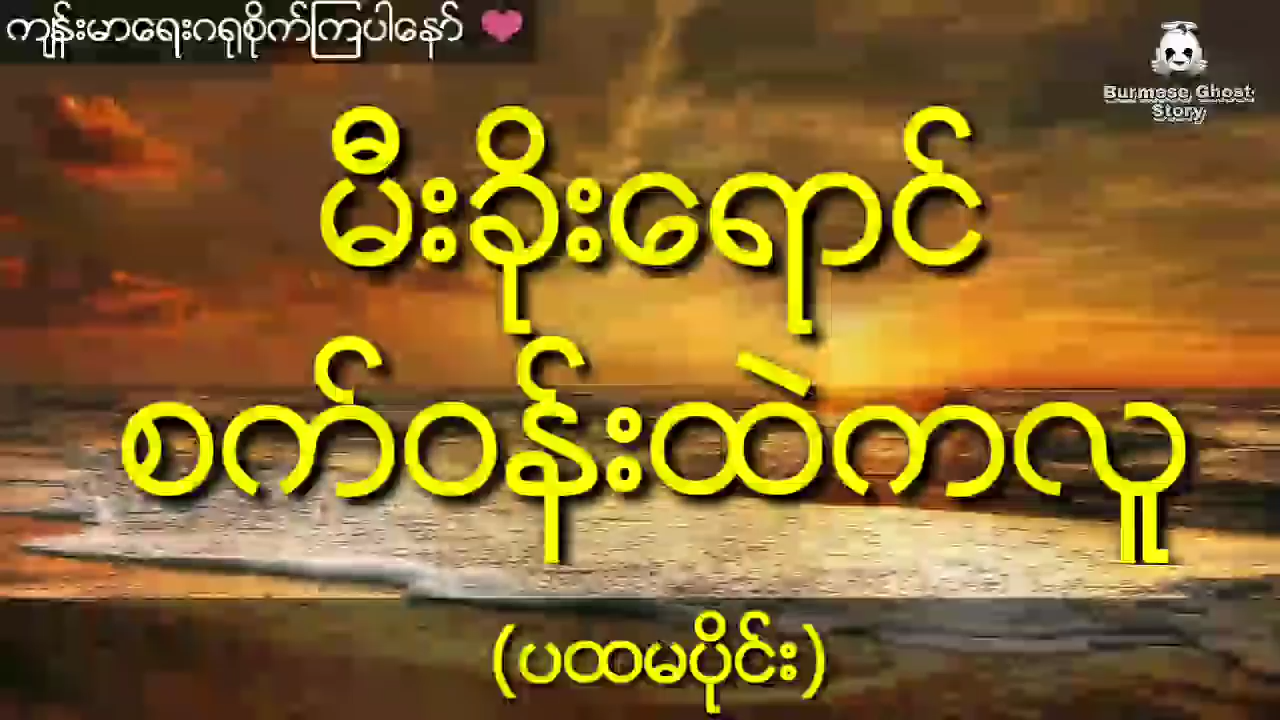 ကျန်းမာရေးဂရုစိုက်ကြပါနော် ❤
Burmese Ghost
Story
မီးခိုးရောင်
စက်ဝန်းထဲကလူ
(ပထမပိုင်း)